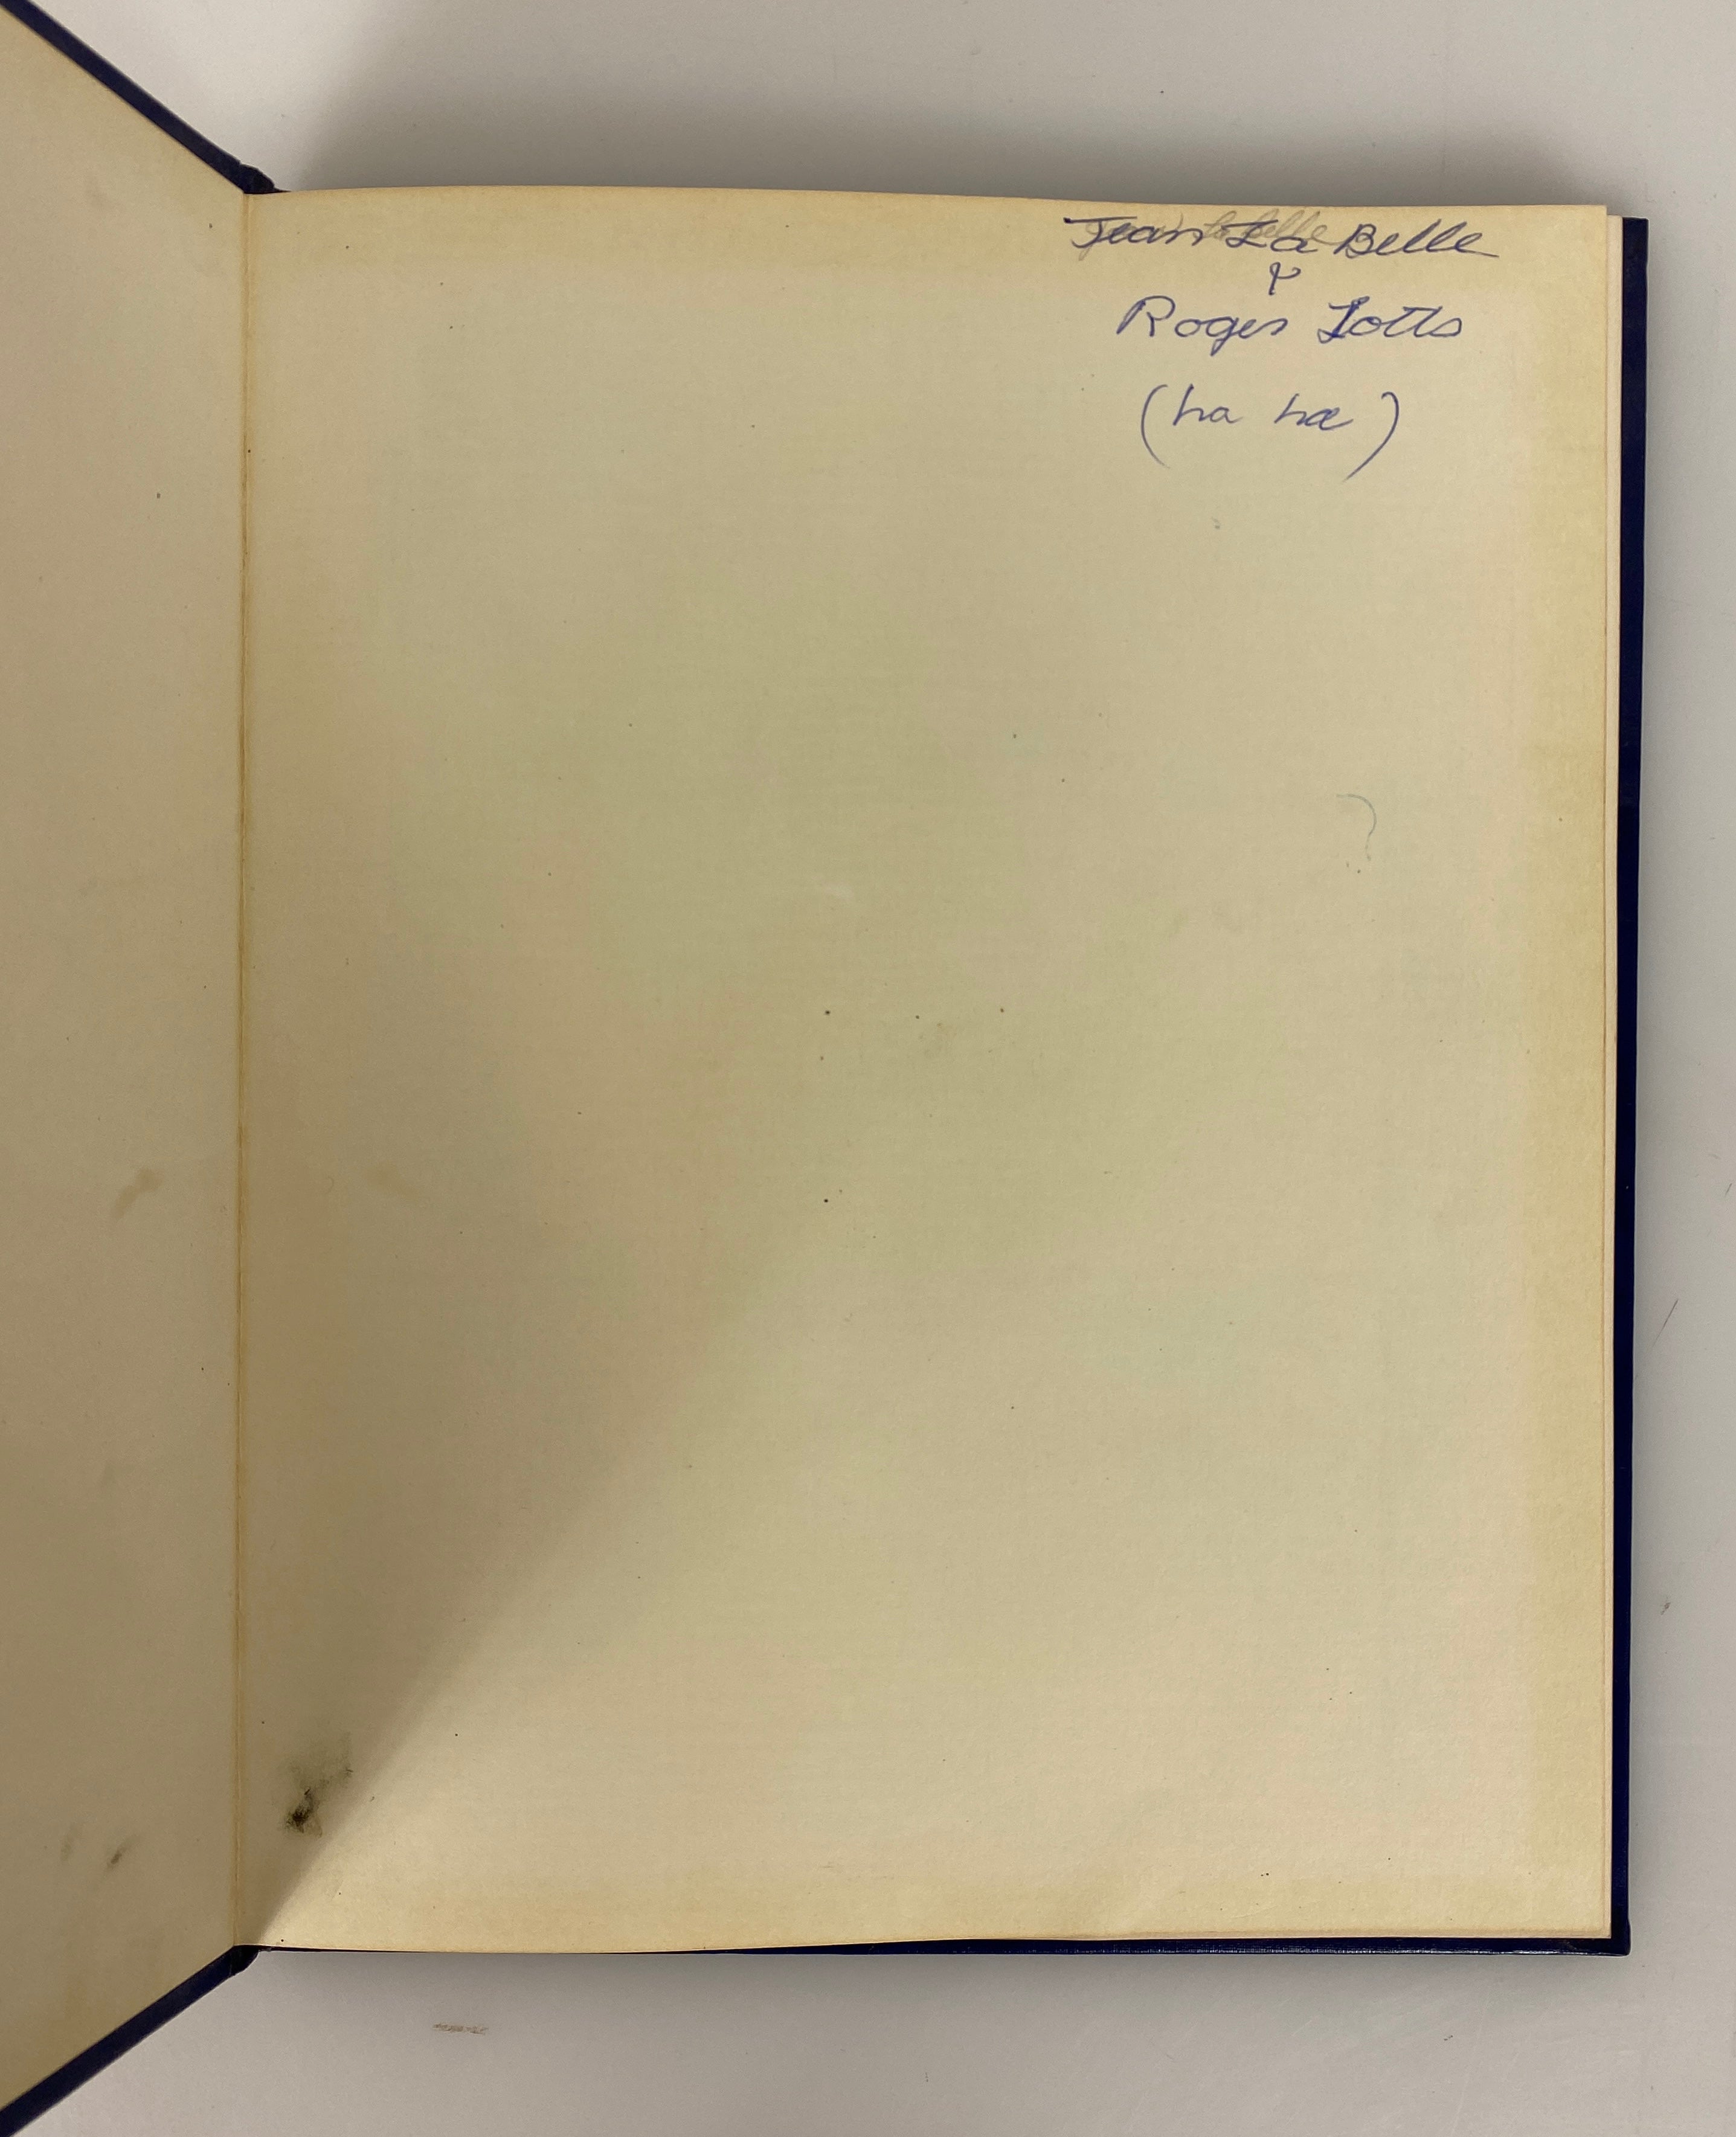 Jean La Belle
&
Roger Lotts
(ha ha)
?